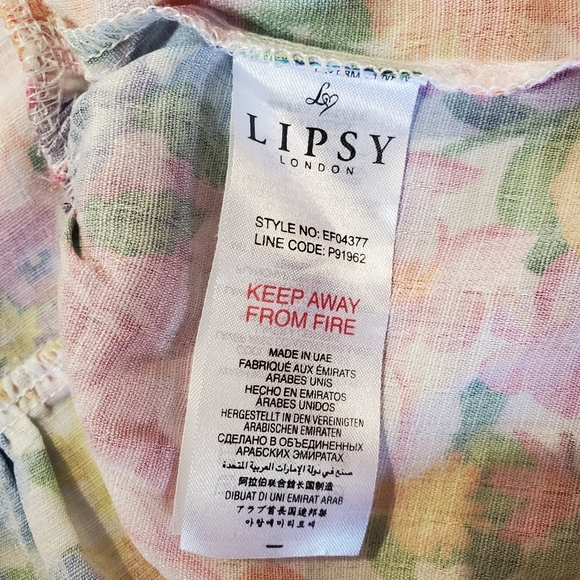 LIPSY
LONDON
STYLE NO: EF04377
LINE CODE: P91962
KEEP AWAY
FROM FIRE
MADE IN UAE
FABRIQUÉ AUX ÉMIRATS
ARABES UNIS
HECHO EN EMIRATOS
ÁRABES UNIDOS
HERGESTELLT IN DEN VEREINIGTEN
ARABISCHEN EMIRATEN
СДЕЛАНО В ОБЪЕДИНЕННЫХ
АРАБСКИХ ЭМИРАТАХ
صنع في دولة الإمارات العربية المتحدة
阿拉伯联合酋长国制造
DIBUAT DI UNI EMIRAT ARAB
アラブ首長国連邦製
아랍에미리트에